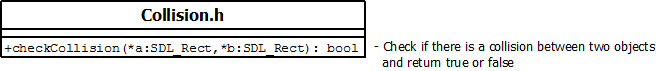 Collision.h
+checkCollision(*a:SDL_Rect,*b:SDL_Rect): bool
- Check if there is a collision between two objects
and return true or false